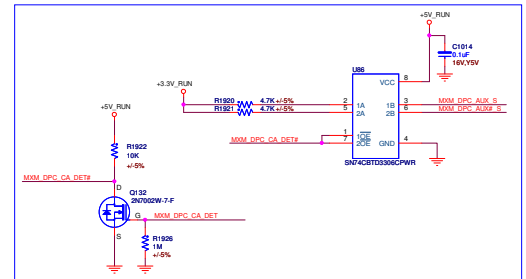 +5V_RUN
C1014
0.1uF
16V,Y5V
U86
VCC
8
+3.3V_RUN
R1920 4.7K+/-5% 2 1A 1B 3 MXM_DPC_AUX_S
R1921 4.7K+/-5% 5 2A 2B 6 MXM_DPC_AUX#_S
MXM_DPC_CA_DET# 1 1OE
7 2OE GND 4
SN74CBTD3306CPWR
+5V_RUN
R1922
10K
+/-5%
MXM_DPC_CA_DET#
D
Q132
2N7002W-7-F
G MXM_DPC_CA_DET
S
R1926
1M
+/-5%